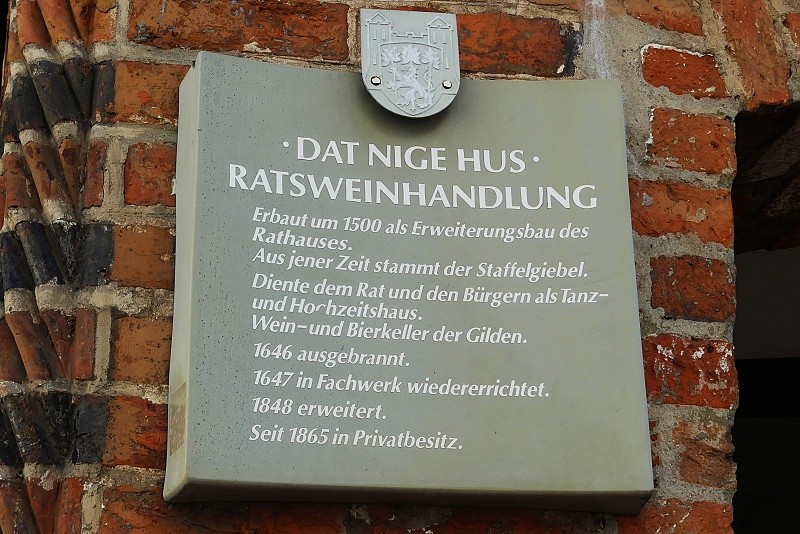 · DAT NIGE HUS ·
RATSWEINHANDLUNG
Erbaut um 1500 als Erweiterungsbau des
Rathauses.
Aus jener Zeit stammt der Staffelgiebel.
Diente dem Rat und den Bürgern als Tanz-
und Hochzeitshaus.
Wein-und Bierkeller der Gilden.
1646 ausgebrannt.
1647 in Fachwerk wiedererrichtet.
1848 erweitert.
Seit 1865 in Privatbesitz.